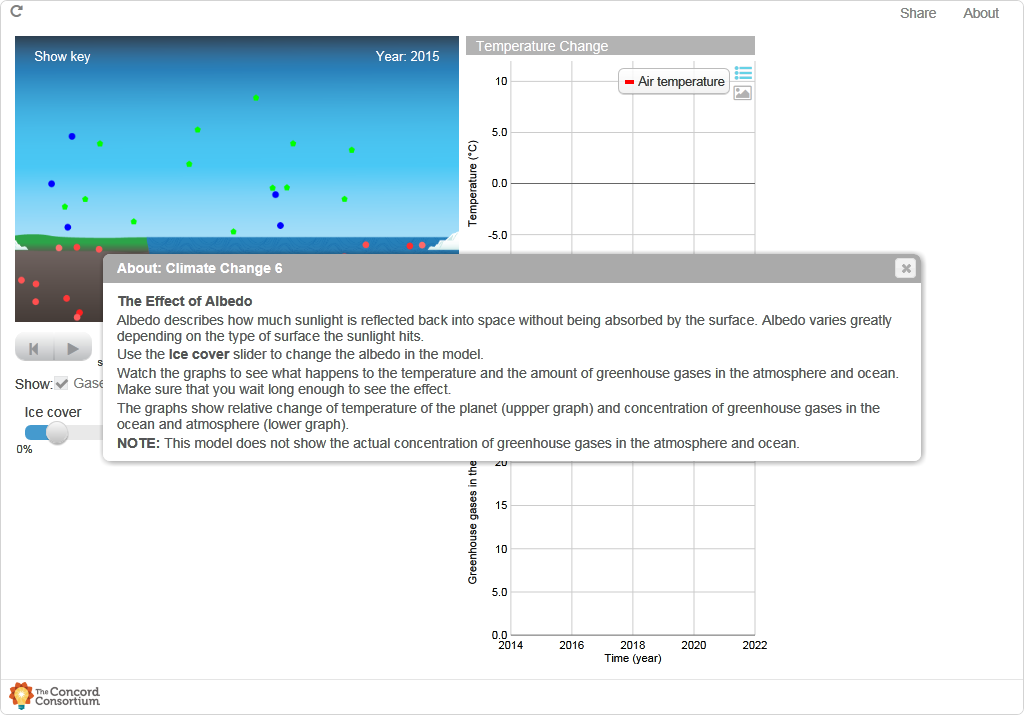 Share About
Show key Year: 2015
Temperature Change
Air temperature
10
5.0
0.0
-5.0
Temperature (°C)
About: Climate Change 6
The Effect of Albedo
Albedo describes how much sunlight is reflected back into space without being absorbed by the surface. Albedo varies greatly
depending on the type of surface the sunlight hits.
Use the Ice cover slider to change the albedo in the model.
Watch the graphs to see what happens to the temperature and the amount of greenhouse gases in the atmosphere and ocean.
Make sure that you wait long enough to see the effect.
The graphs show relative change of temperature of the planet (uppper graph) and concentration of greenhouse gases in the
ocean and atmosphere (lower graph).
NOTE: This model does not show the actual concentration of greenhouse gases in the atmosphere and ocean.
s
Show: Gase
Ice cover
0%
Greenhouse gases in the
20
15
10
5.0
0.0
2014 2016 2018 2020 2022
Time (year)
The Concord
Consortium